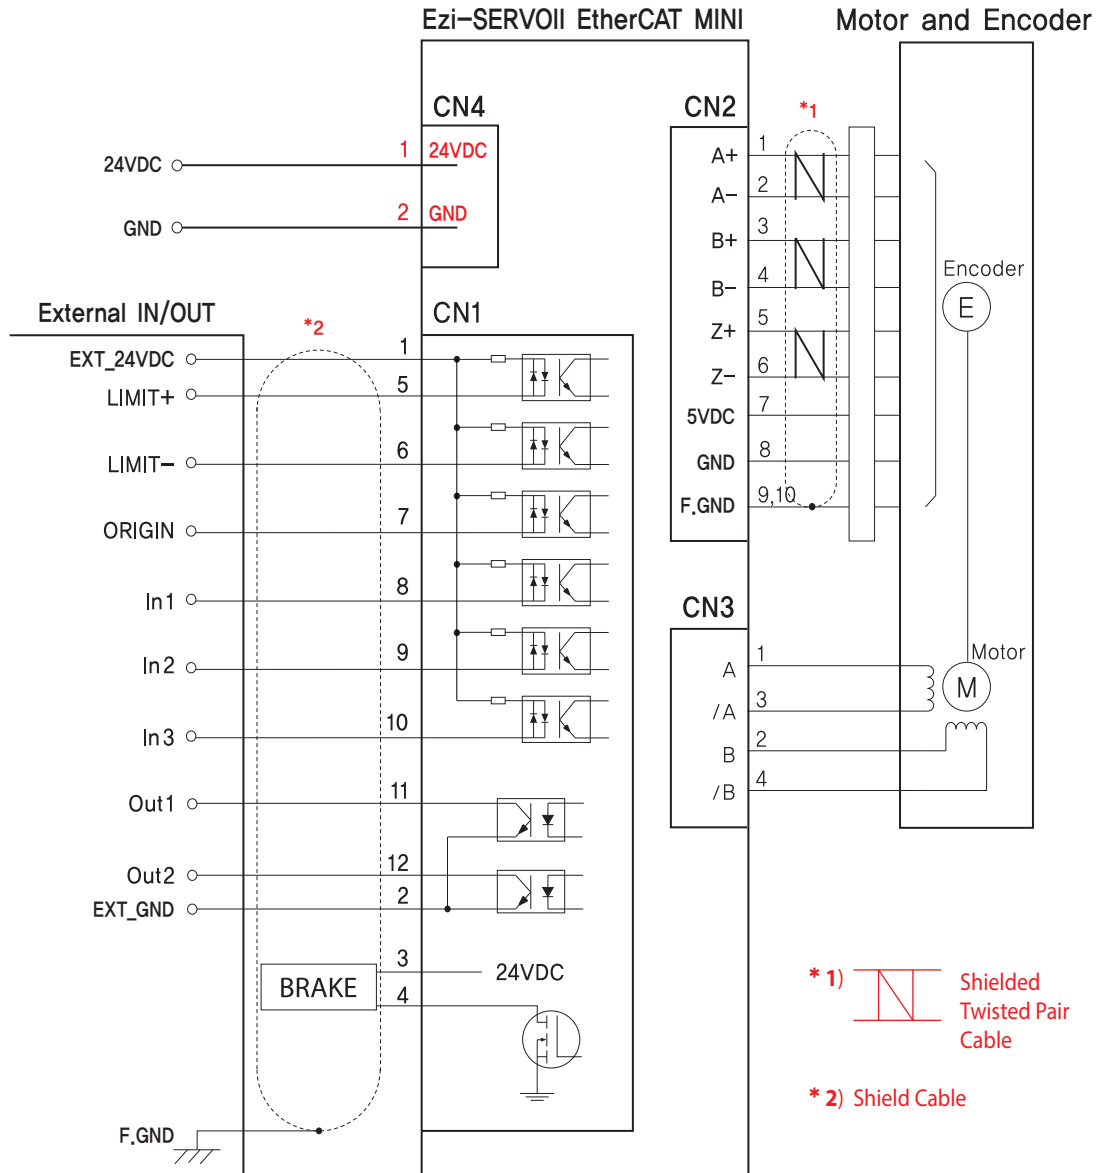 Ezi-SERVOII EtherCAT MINI
Motor and Encoder
CN4
24VDC
1 24VDC
GND
2 GND
CN2
*1
A+ 1
A- 2
B+ 3
B- 4
Z+ 5
Z- 6
5VDC 7
GND 8
F.GND 9,10
Encoder
E
External IN/OUT
*2
CN1
EXT_24VDC 1
LIMIT+ 5
LIMIT- 6
ORIGIN 7
In1 8
In2 9
In3 10
Out1 11
Out2 12
EXT_GND 2
BRAKE
3 24VDC
4
F.GND
CN3
A 1
/A 3
B 2
/B 4
Motor
M
* 1) Shielded
Twisted Pair
Cable
* 2) Shield Cable